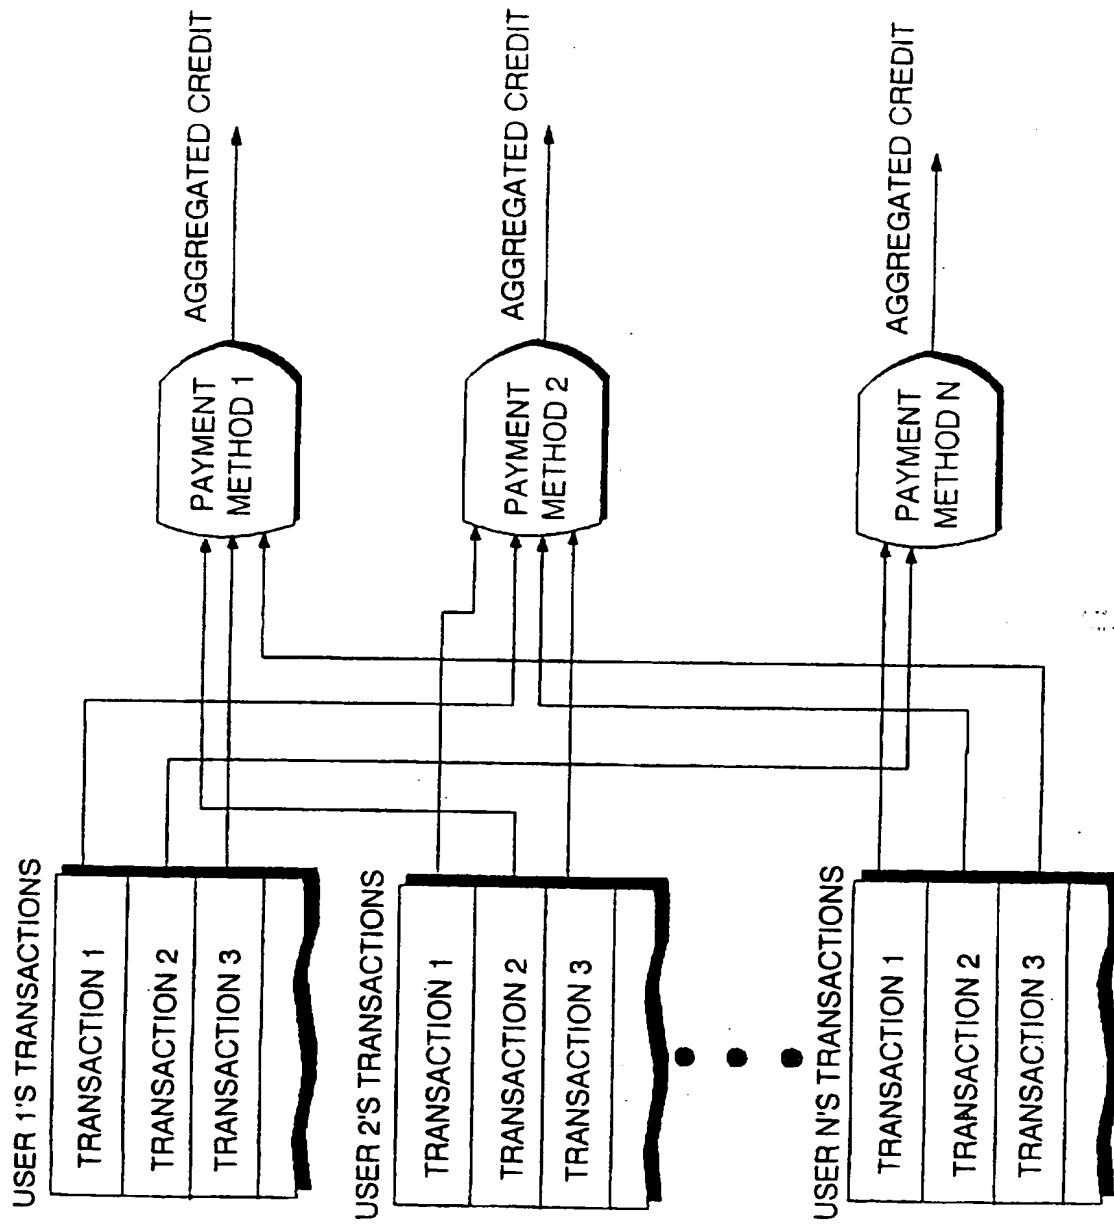 USER 1'S TRANSACTIONS
TRANSACTION 1
TRANSACTION 2
TRANSACTION 3
USER 2'S TRANSACTIONS
TRANSACTION 1
TRANSACTION 2
TRANSACTION 3
USER N'S TRANSACTIONS
TRANSACTION 1
TRANSACTION 2
TRANSACTION 3
PAYMENT
METHOD 1
PAYMENT
METHOD 2
PAYMENT
METHOD N
AGGREGATED CREDIT
AGGREGATED CREDIT
AGGREGATED CREDIT